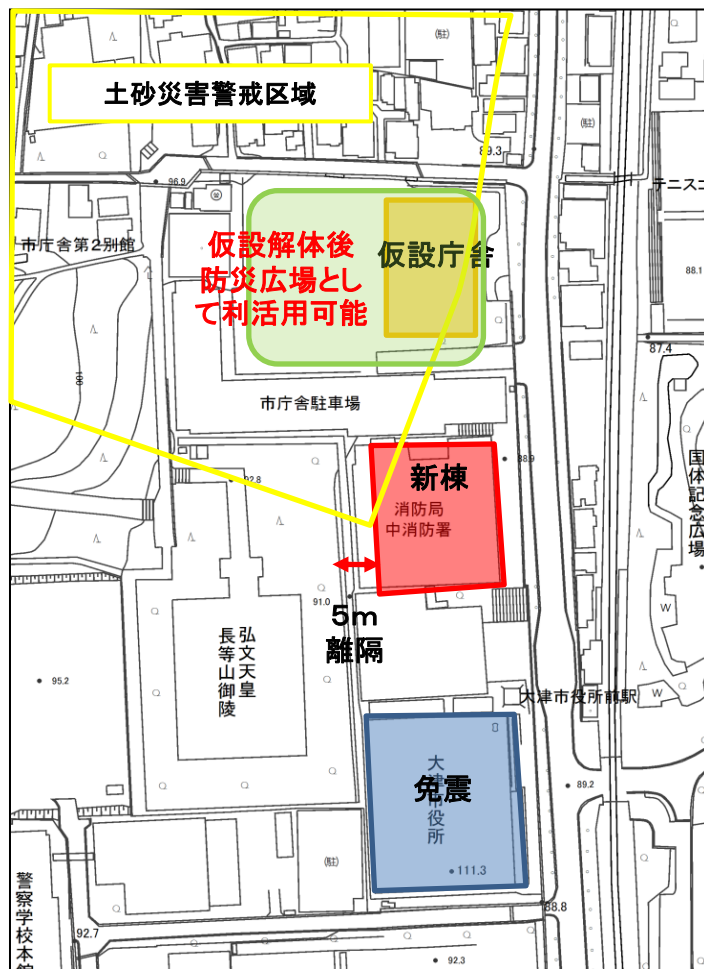 (駐)
土砂災害警戒区域
(駐)
89.3
96.9
テニスコ
市庁舎第2別館
仮設解体後
防災広場とし
て利活用可能
仮設庁舎
88.1
87.4
100
市庁舎駐車場
新棟
88.9
国体記念広場
92.8
消防局
中消防署
91.0
5m
離隔
W
弘文天皇
長等山御陵
95.2
大津市役所前駅
W
大津市役所
免震
89.2
(駐)
111.3
警察学校本館
88.8
92.7
92.3